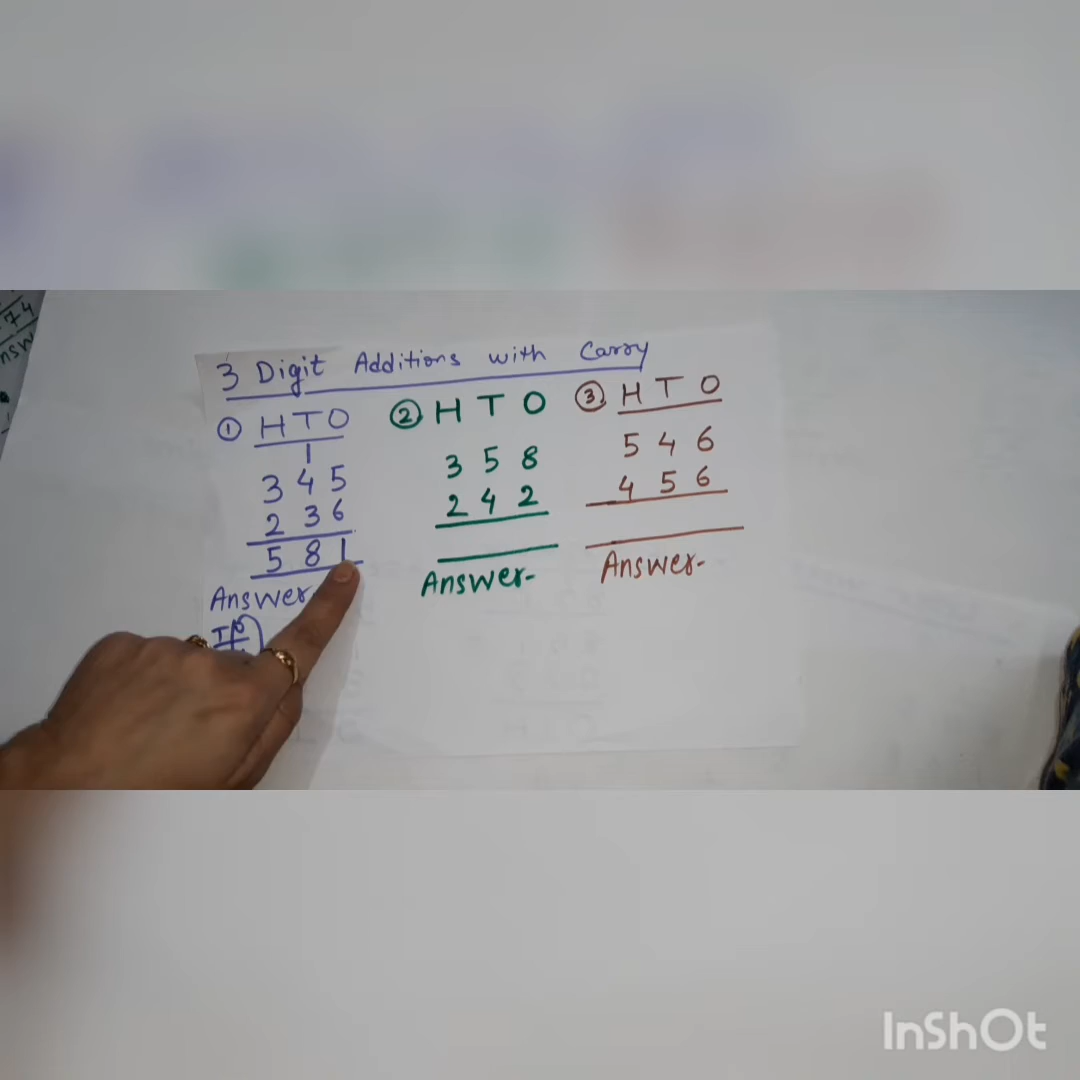 74
3 Digit Additions with Carry
① H T O
1
3 4 5
2 3 6
5 8 1
Answer
② H T O
3 5 8
2 4 2
Answer-
③ H T O
5 4 6
4 5 6
Answer-
InShOt